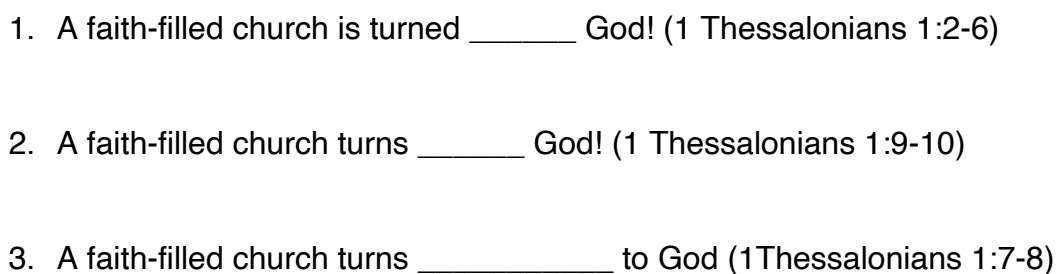 1. A faith-filled church is turned ______ God! (1 Thessalonians 1:2-6)
2. A faith-filled church turns ______ God! (1 Thessalonians 1:9-10)
3. A faith-filled church turns ___________ to God (1Thessalonians 1:7-8)